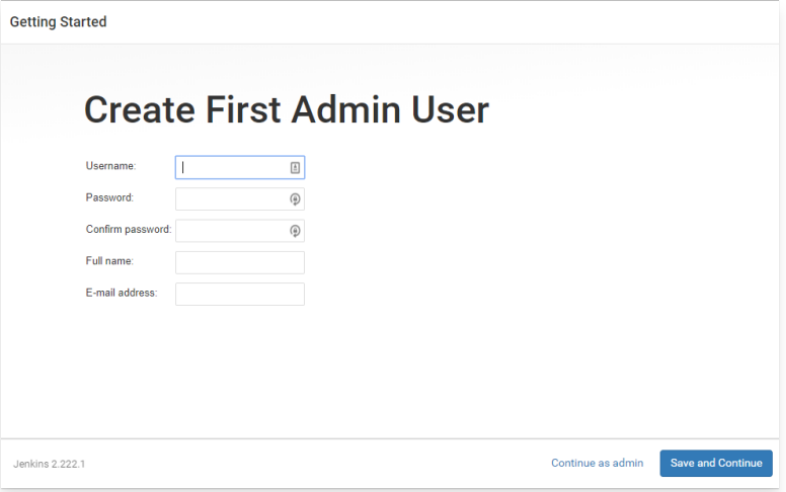 Getting Started
Create First Admin User
Username:
Password:
Confirm password:
Full name:
E-mail address:
Jenkins 2.222.1
Continue as admin
Save and Continue